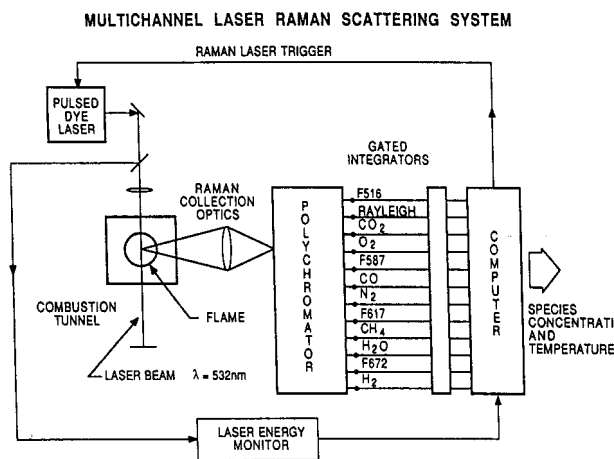 MULTICHANNEL LASER RAMAN SCATTERING SYSTEM
RAMAN LASER TRIGGER
PULSED
DYE
LASER
GATED
INTEGRATORS
RAMAN
COLLECTION
OPTICS
POLYCHROMATOR
F516
RAYLEIGH
CO₂
O₂
F587
CO
N₂
F617
CH₄
H₂O
F672
H₂
COMPUTER
COMBUSTION
TUNNEL
FLAME
LASER BEAM λ = 532nm
SPECIES
CONCENTRATI
AND
TEMPERATURE
LASER ENERGY
MONITOR